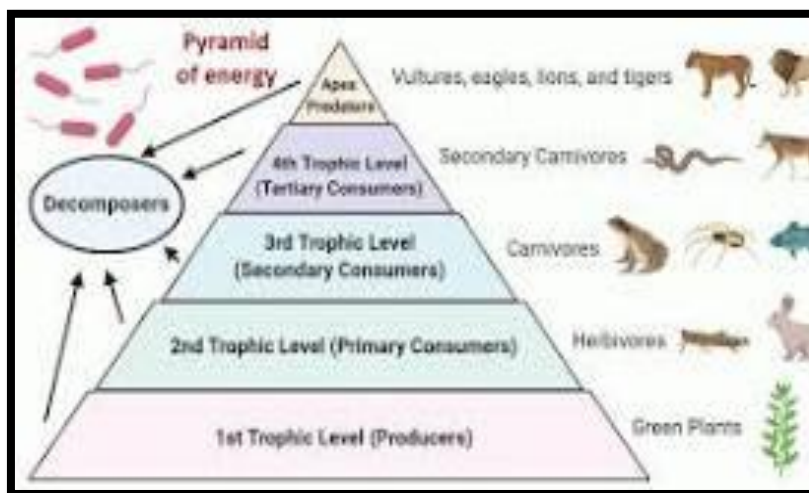 Pyramid
of energy
Apex
Predators
Vultures, eagles, lions, and tigers
4th Trophic Level
(Tertiary Consumers)
Secondary Carnivores
Decomposers
3rd Trophic Level
(Secondary Consumers)
Carnivores
2nd Trophic Level (Primary Consumers)
Herbivores
1st Trophic Level (Producers)
Green Plants